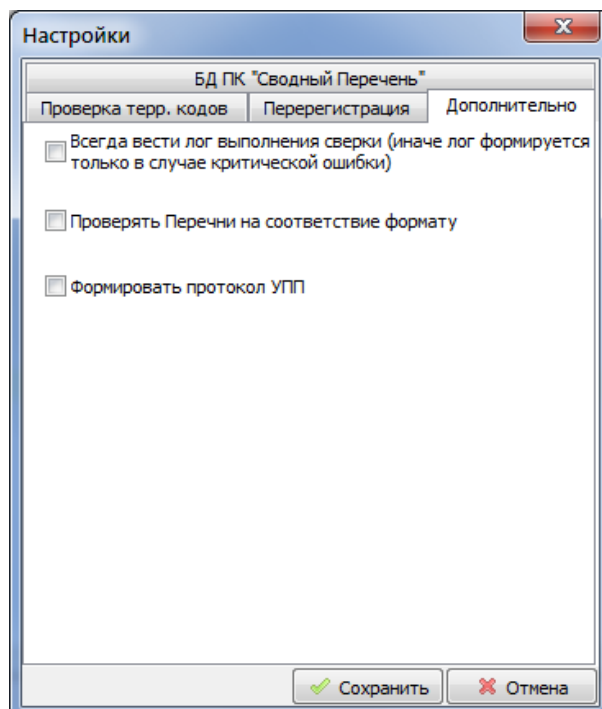 Настройки
БД ПК "Сводный Перечень"
Проверка терр. кодов Перерегистрация Дополнительно
Всегда вести лог выполнения сверки (иначе лог формируется
только в случае критической ошибки)
Проверять Перечни на соответствие формату
Формировать протокол УПП
Сохранить Отмена